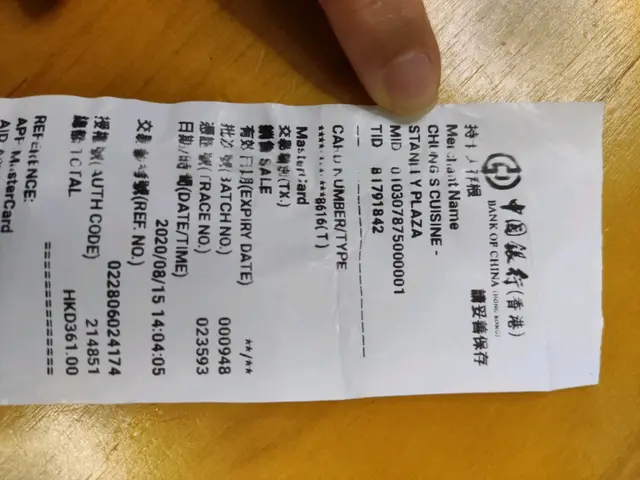 中國銀行(香港)
BANK OF CHINA (HONG KONG)
持卡人存根 請妥善保存
Merchant Name
CHUNG'S CUISINE -
STANLEY PLAZA
MID 010307875000001
TID 81791842
CARD NUMBER/TYPE
8616(T)
MasterCard
交易類別(TX.)
銷售 SALE
有效日期(EXPIRY DATE) **/**
批次號(BATCH NO.) 000948
憑證號(TRACE NO.) 023593
日期/時間(DATE/TIME)
2020/08/15 14:04:05
交易參考號(REF. NO.)
022806024174
授權號(AUTH CODE) 214851
總數 TOTAL HKD361.00
REFERENCE:
APP: MasterCard
AID: